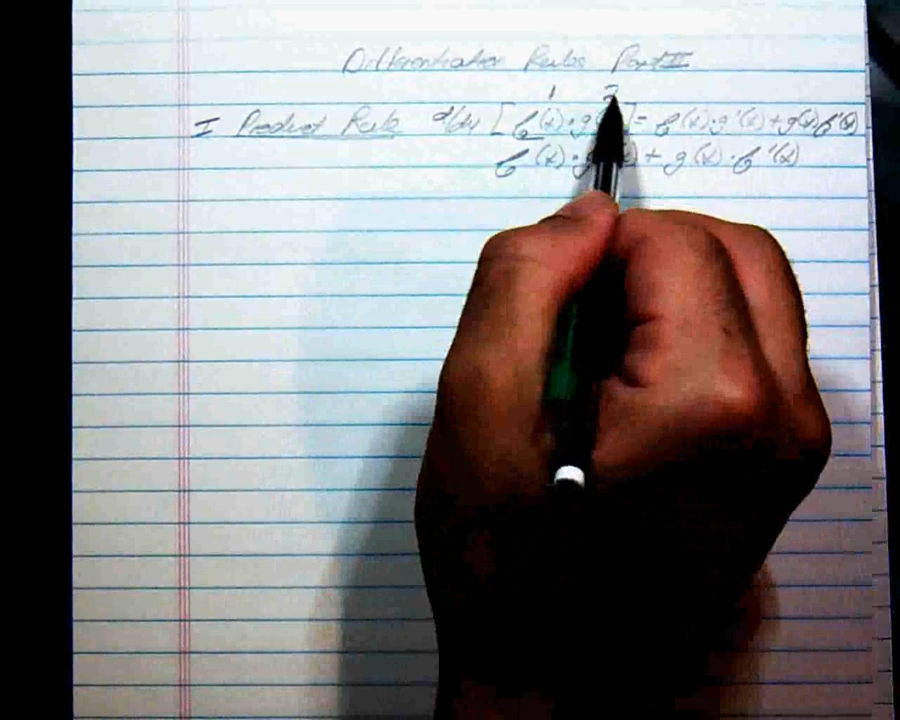 Differentiation Rules Part II
1 2
I Product Rule d/dx [f(x)·g(x)]= f(x)·g'(x)+g(x)f'(x)
f(x)·g + g(x)·f'(x)